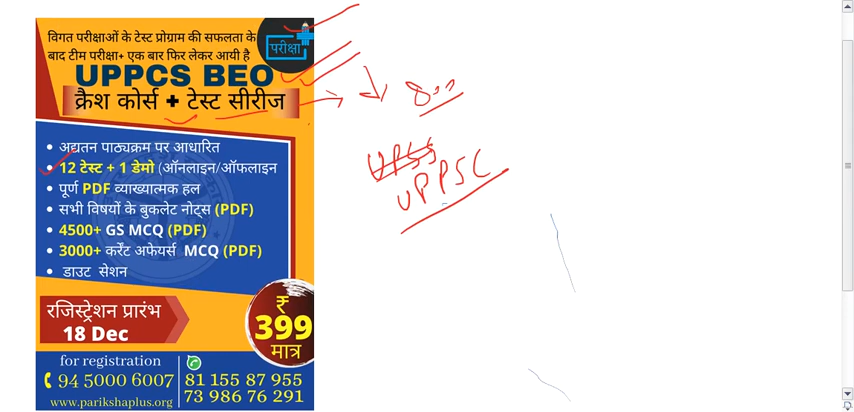 विगत परीक्षाओं के टेस्ट प्रोग्राम की सफलता के
बाद टीम परीक्षा+ एक बार फिर लेकर आयी है
परीक्षा
UPPCS BEO
क्रैश कोर्स + टेस्ट सीरीज
अद्यतन पाठ्यक्रम पर आधारित
12 टेस्ट + 1 डेमो (ऑनलाइन/ऑफलाइन
पूर्ण PDF व्याख्यात्मक हल
सभी विषयों के बुकलेट नोट्स (PDF)
4500+ GS MCQ (PDF)
3000+ करेंट अफेयर्स MCQ (PDF)
डाउट सेशन
रजिस्ट्रेशन प्रारंभ
18 Dec
₹
399
मात्र
for registration
94 5000 6007
www.parikshaplus.org
81 155 87 955
73 986 76 291
UPPSC